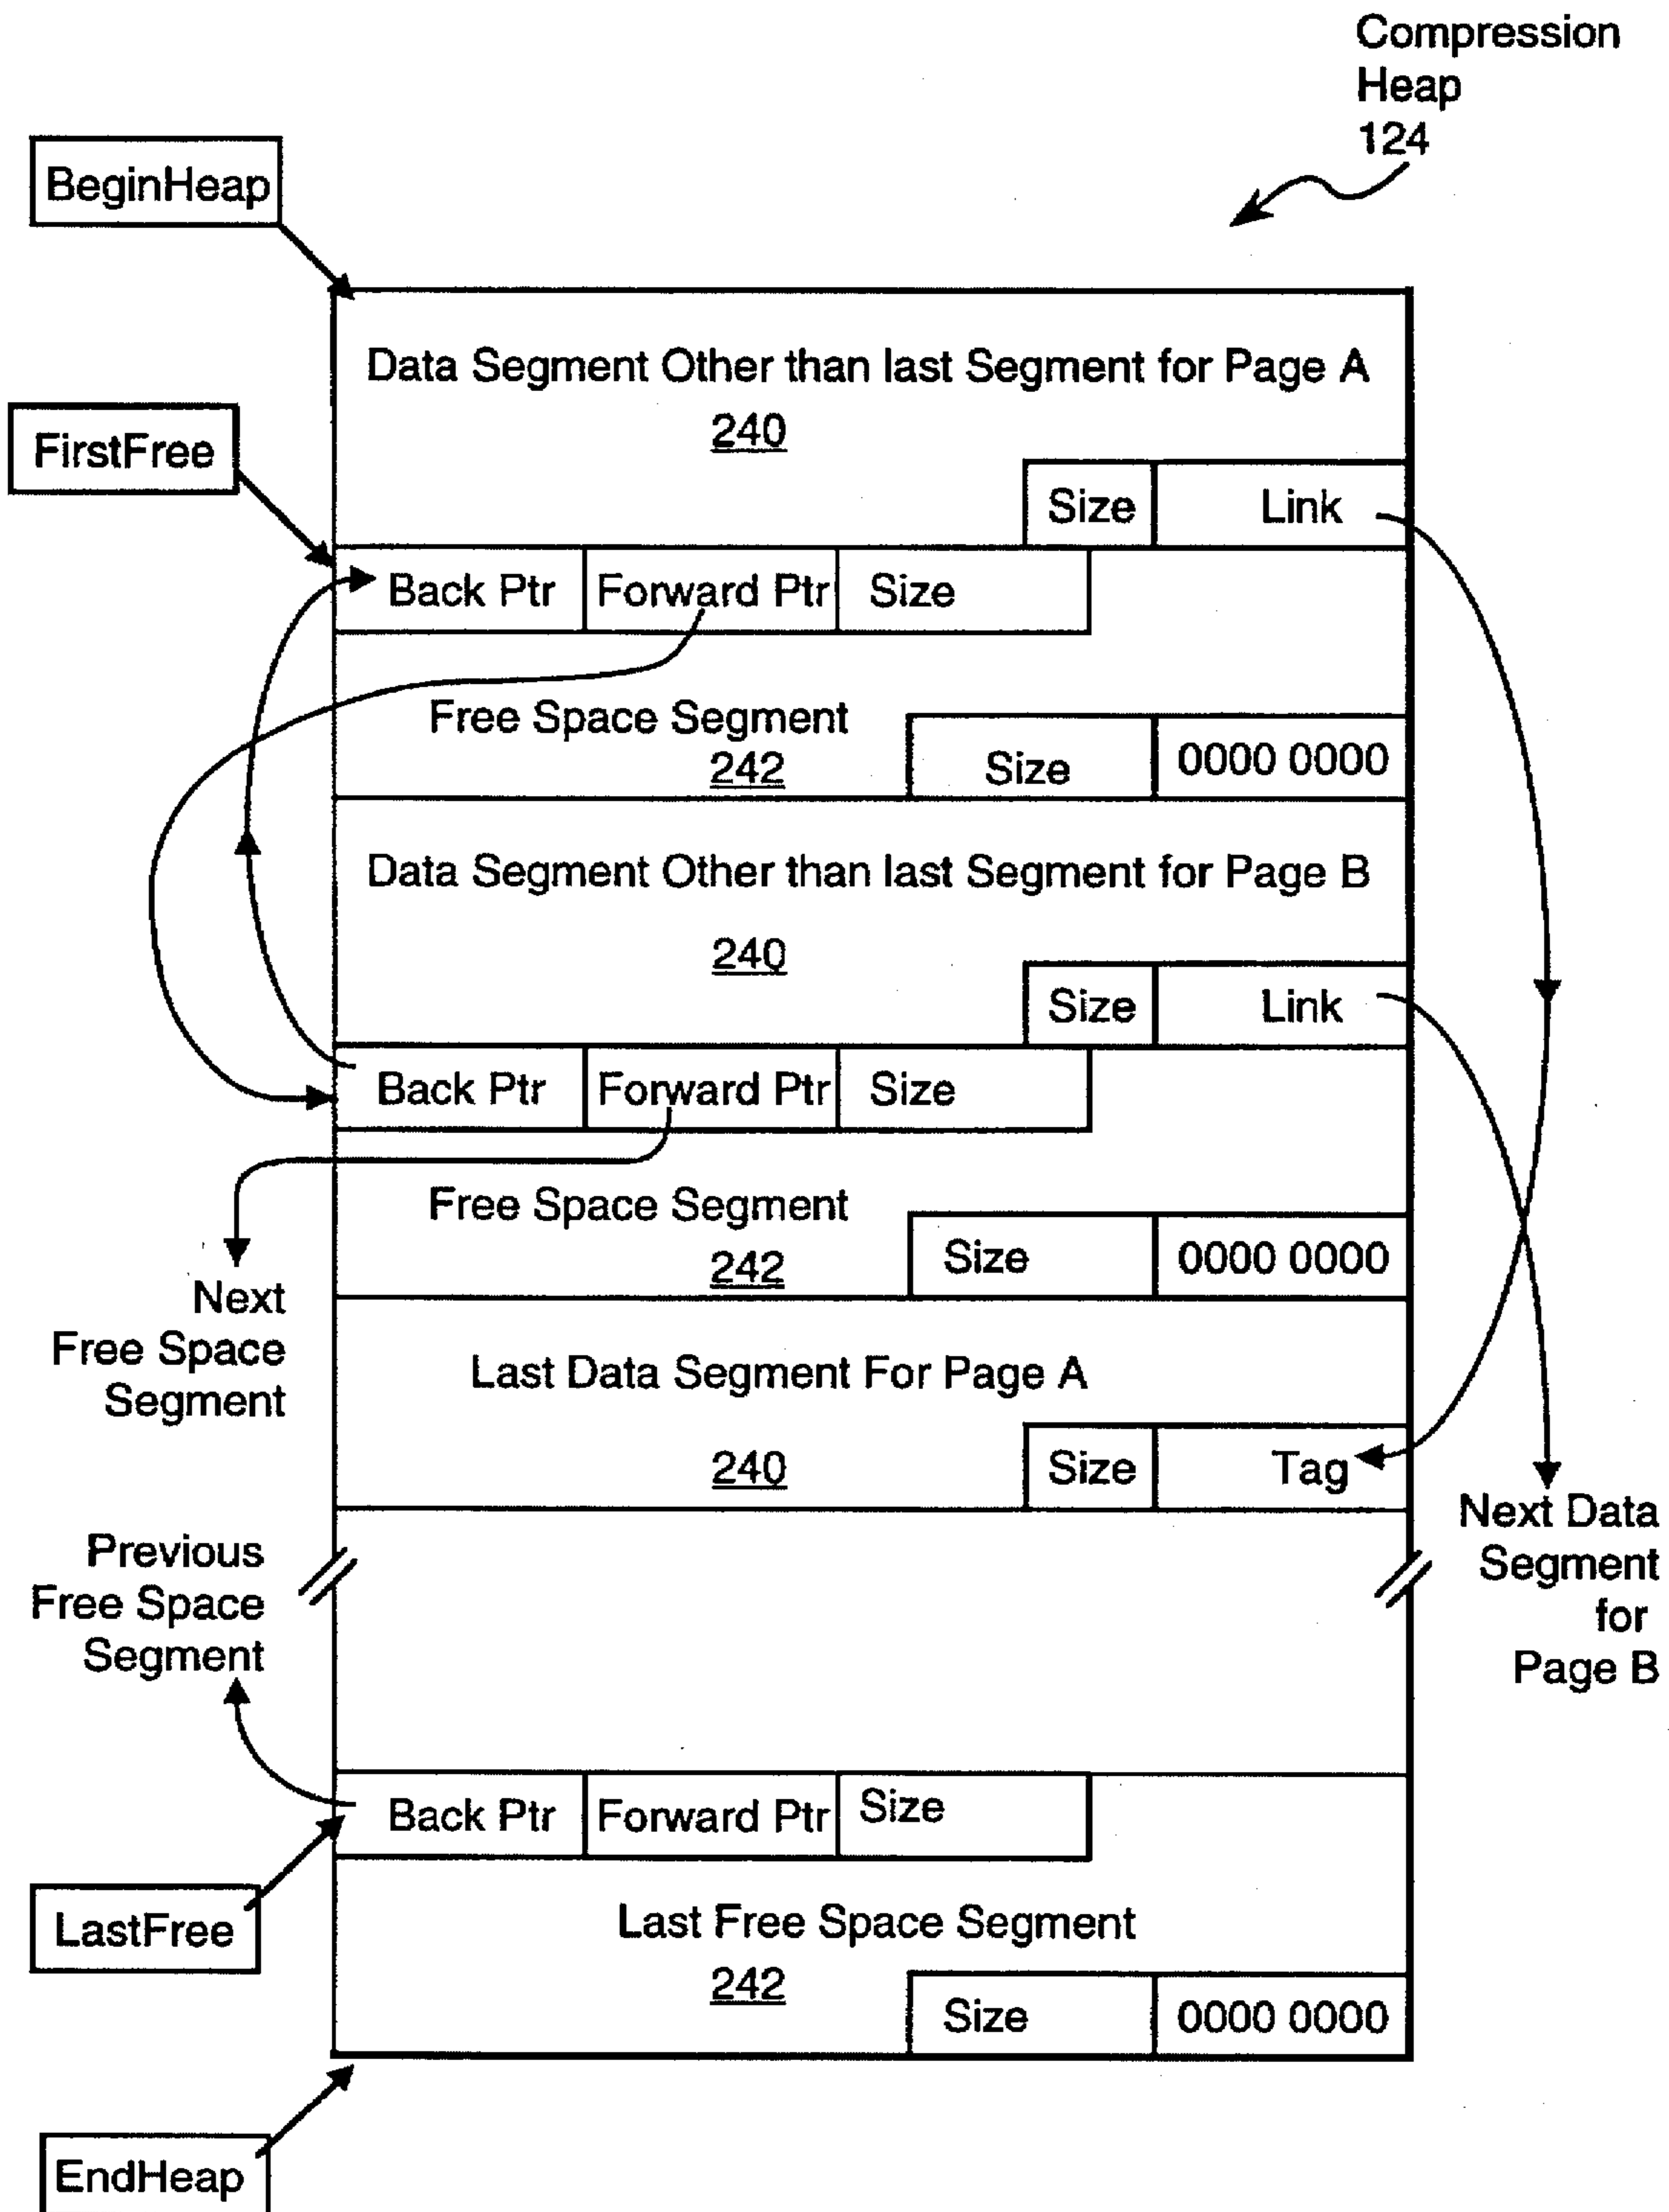 Compression
Heap
124
BeginHeap
Data Segment Other than last Segment for Page A
240
FirstFree
Size
Link
Back Ptr
Forward Ptr
Size
Free Space Segment
242
Size
0000 0000
Data Segment Other than last Segment for Page B
240
Size
Link
Back Ptr
Forward Ptr
Size
Free Space Segment
242
Size
0000 0000
Next
Free Space
Segment
Last Data Segment For Page A
240
Size
Tag
Next Data
Segment
for
Page B
Previous
Free Space
Segment
Back Ptr
Forward Ptr
Size
LastFree
Last Free Space Segment
242
Size
0000 0000
EndHeap